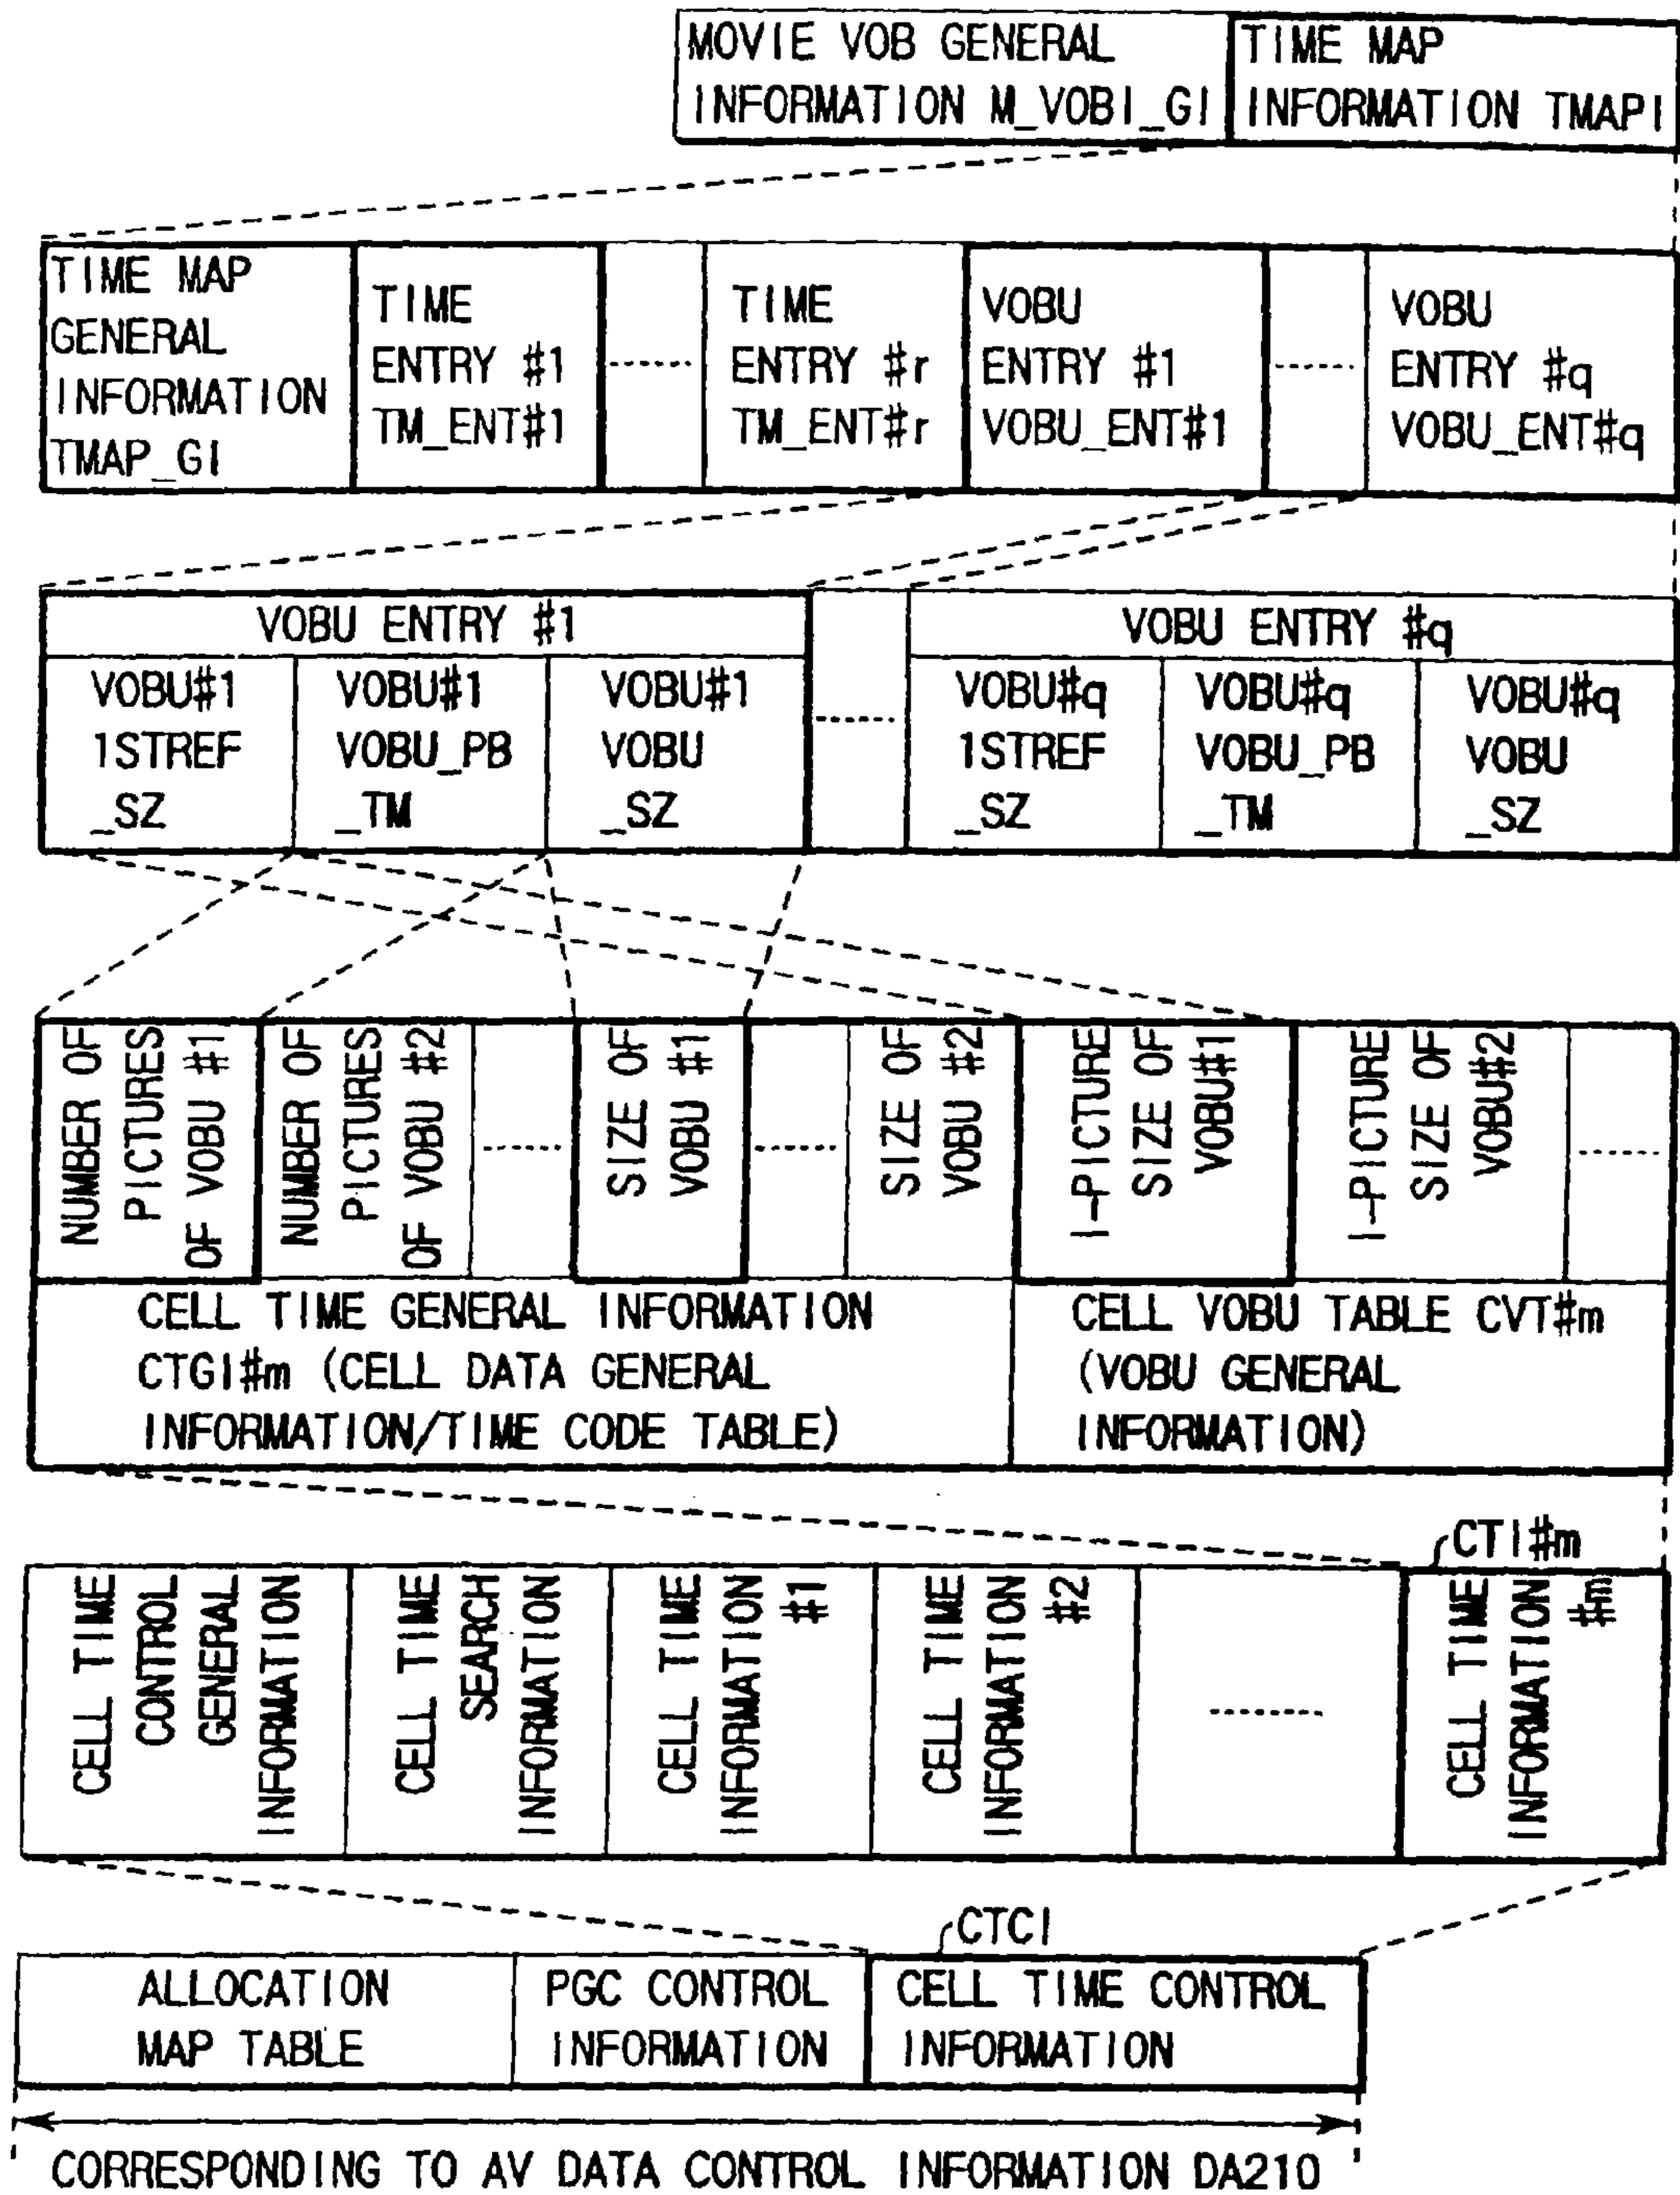 MOVIE VOB GENERAL
INFORMATION M_VOBI_GI
TIME MAP
INFORMATION TMAPI
TIME MAP
GENERAL
INFORMATION
TMAP_GI
TIME
ENTRY #1
TM_ENT#1
TIME
ENTRY #r
TM_ENT#r
VOBU
ENTRY #1
VOBU_ENT#1
VOBU
ENTRY #q
VOBU_ENT#q
VOBU ENTRY #1
VOBU ENTRY #q
VOBU#1
1STREF
_SZ
VOBU#1
VOBU_PB
_TM
VOBU#1
VOBU
_SZ
VOBU#q
1STREF
_SZ
VOBU#q
VOBU_PB
_TM
VOBU#q
VOBU
_SZ
NUMBER OF
PICTURES
OF VOBU #1
NUMBER OF
PICTURES
OF VOBU #2
SIZE OF
VOBU #1
SIZE OF
VOBU #2
I-PICTURE
SIZE OF
VOBU#1
I-PICTURE
SIZE OF
VOBU#2
CELL TIME GENERAL INFORMATION
CTGI#m (CELL DATA GENERAL
INFORMATION/TIME CODE TABLE)
CELL VOBU TABLE CVT#m
(VOBU GENERAL
INFORMATION)
CTI#m
CELL TIME
CONTROL
GENERAL
INFORMATION
CELL TIME
SEARCH
INFORMATION
CELL TIME
INFORMATION
#1
CELL TIME
INFORMATION
#2
CELL TIME
INFORMATION
#m
CTCI
ALLOCATION
MAP TABLE
PGC CONTROL
INFORMATION
CELL TIME CONTROL
INFORMATION
CORRESPONDING TO AV DATA CONTROL INFORMATION DA210